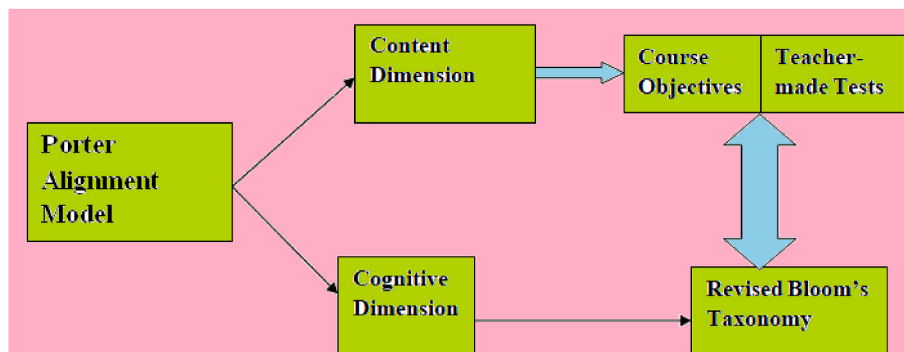 Content
Dimension
Course
Objectives
Teacher-
made Tests
Porter
Alignment
Model
Cognitive
Dimension
Revised Bloom's
Taxonomy